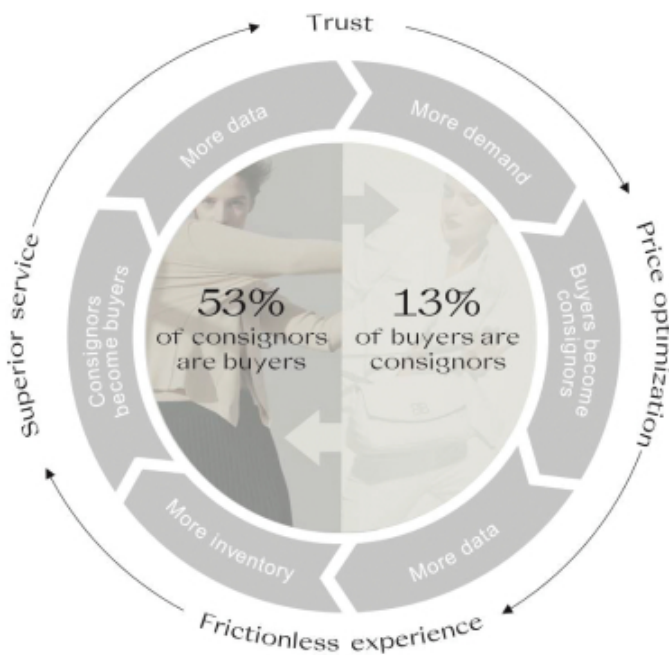 Trust
More data
More demand
Superior service
Consignors
become buyers
53%
of consignors
are buyers
13%
of buyers are
consignors
Buyers become
consignors
Price optimization
More inventory
More data
Frictionless experience